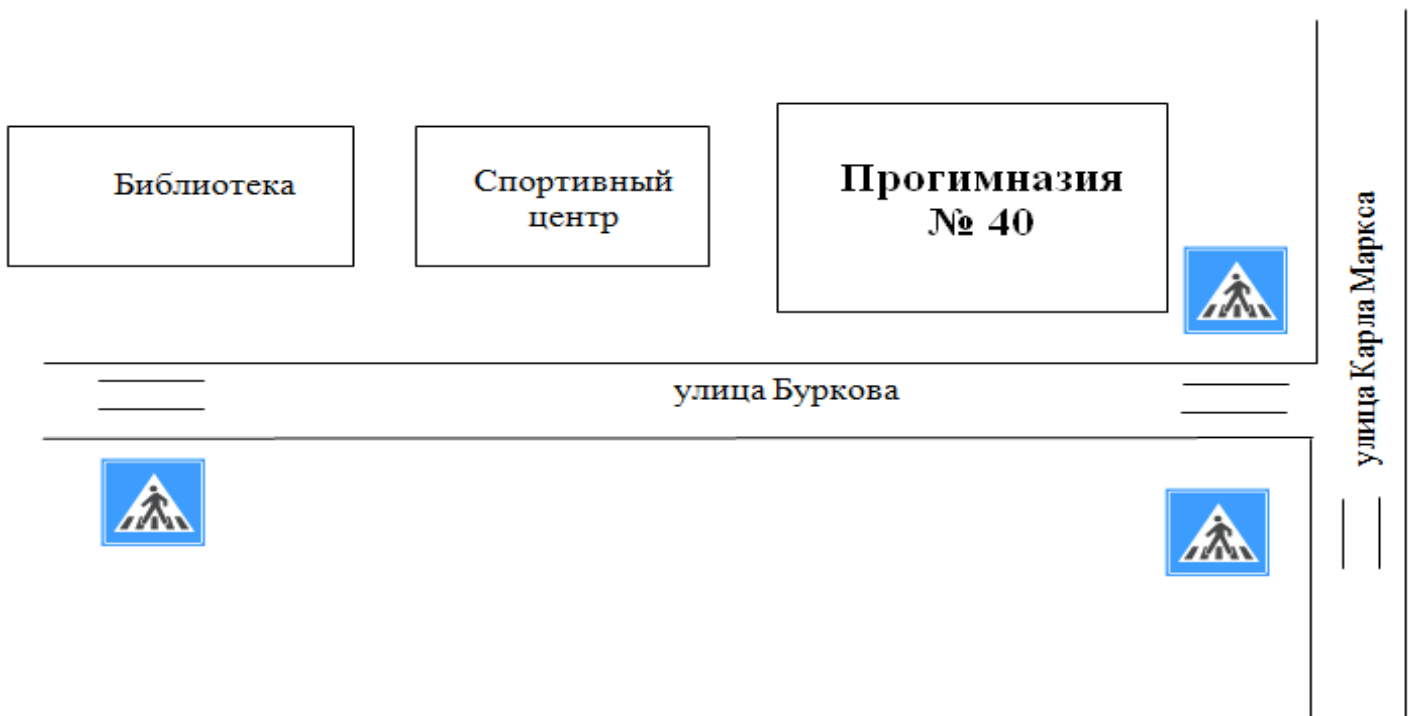 Библиотека
Спортивный
центр
Прогимназия
№ 40
улица Буркова
улица Карла Маркса